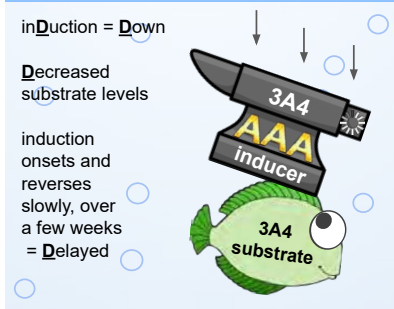 inDuction = Down
Decreased
substrate levels
induction
onsets and
reverses
slowly, over
a few weeks
= Delayed
3A4
AAA
inducer
3A4
substrate